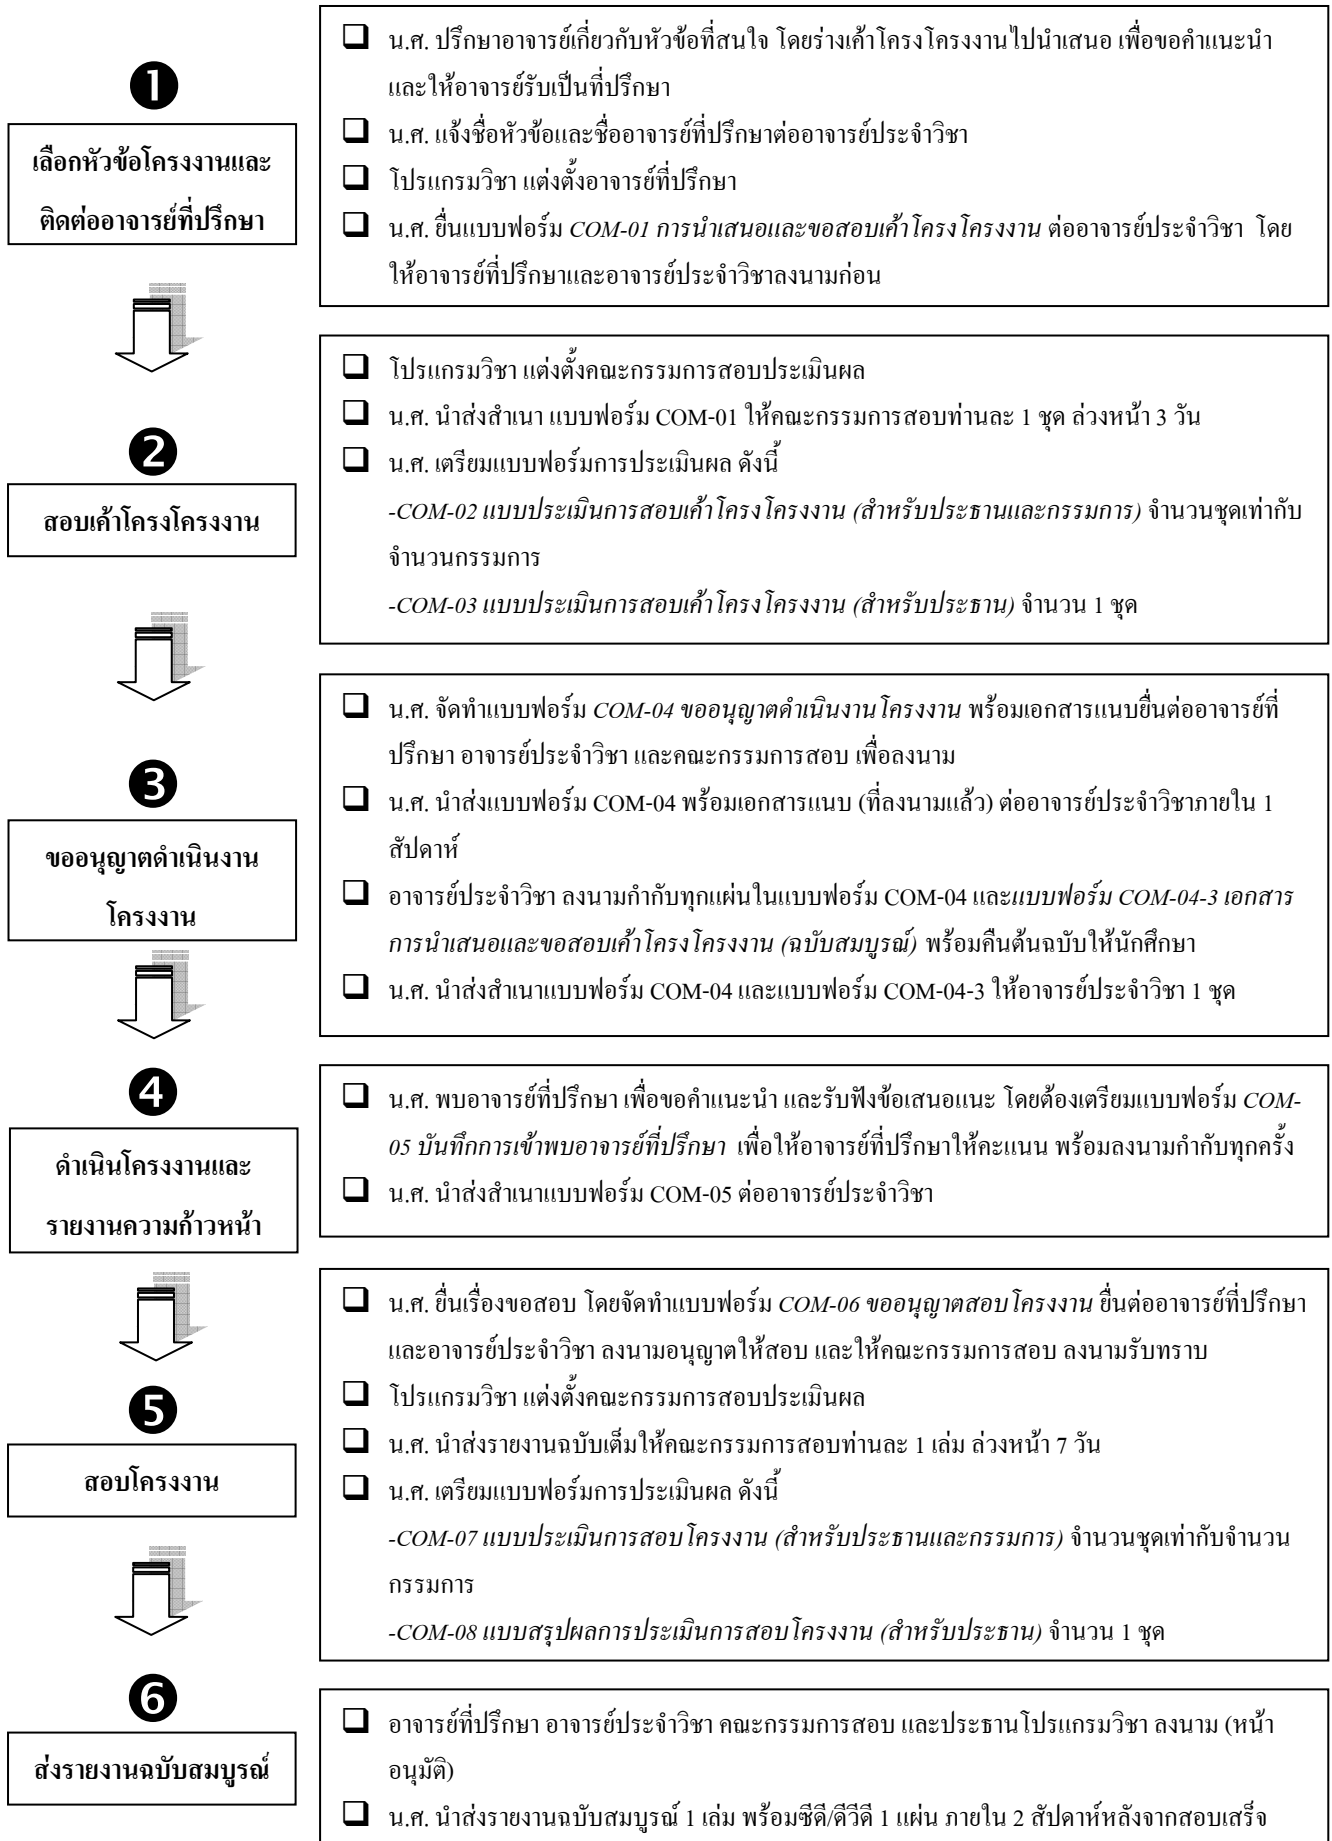 ❶
เลือกหัวข้อโครงงานและ
ติดต่ออาจารย์ที่ปรึกษา
❑ น.ศ. ปรึกษาอาจารย์เกี่ยวกับหัวข้อที่สนใจ โดยร่างเค้าโครงโครงงานไปนำเสนอ เพื่อขอคำแนะนำ
และให้อาจารย์รับเป็นที่ปรึกษา
❑ น.ศ. แจ้งชื่อหัวข้อและชื่ออาจารย์ที่ปรึกษาต่ออาจารย์ประจำวิชา
❑ โปรแกรมวิชา แต่งตั้งอาจารย์ที่ปรึกษา
❑ น.ศ. ยื่นแบบฟอร์ม COM-01 การนำเสนอและขอสอบเค้าโครงโครงงาน ต่ออาจารย์ประจำวิชา โดย
ให้อาจารย์ที่ปรึกษาและอาจารย์ประจำวิชาลงนามก่อน
❷
สอบเค้าโครงโครงงาน
❑ โปรแกรมวิชา แต่งตั้งคณะกรรมการสอบประเมินผล
❑ น.ศ. นำส่งสำเนา แบบฟอร์ม COM-01 ให้คณะกรรมการสอบท่านละ 1 ชุด ล่วงหน้า 3 วัน
❑ น.ศ. เตรียมแบบฟอร์มการประเมินผล ดังนี้
-COM-02 แบบประเมินการสอบเค้าโครงโครงงาน (สำหรับประธานและกรรมการ) จำนวนชุดเท่ากับ
จำนวนกรรมการ
-COM-03 แบบประเมินการสอบเค้าโครงโครงงาน (สำหรับประธาน) จำนวน 1 ชุด
❸
ขออนุญาตดำเนินงาน
โครงงาน
❑ น.ศ. จัดทำแบบฟอร์ม COM-04 ขออนุญาตดำเนินงานโครงงาน พร้อมเอกสารแนบยื่นต่ออาจารย์ที่
ปรึกษา อาจารย์ประจำวิชา และคณะกรรมการสอบ เพื่อลงนาม
❑ น.ศ. นำส่งแบบฟอร์ม COM-04 พร้อมเอกสารแนบ (ที่ลงนามแล้ว) ต่ออาจารย์ประจำวิชาภายใน 1
สัปดาห์
❑ อาจารย์ประจำวิชา ลงนามกำกับทุกแผ่นในแบบฟอร์ม COM-04 และแบบฟอร์ม COM-04-3 เอกสาร
การนำเสนอและขอสอบเค้าโครงโครงงาน (ฉบับสมบูรณ์) พร้อมคืนต้นฉบับให้นักศึกษา
❑ น.ศ. นำส่งสำเนาแบบฟอร์ม COM-04 และแบบฟอร์ม COM-04-3 ให้อาจารย์ประจำวิชา 1 ชุด
❹
ดำเนินโครงงานและ
รายงานความก้าวหน้า
❑ น.ศ. พบอาจารย์ที่ปรึกษา เพื่อขอคำแนะนำ และรับฟังข้อเสนอแนะ โดยต้องเตรียมแบบฟอร์ม COM-
05 บันทึกการเข้าพบอาจารย์ที่ปรึกษา เพื่อให้อาจารย์ที่ปรึกษาให้คะแนน พร้อมลงนามกำกับทุกครั้ง
❑ น.ศ. นำส่งสำเนาแบบฟอร์ม COM-05 ต่ออาจารย์ประจำวิชา
❺
สอบโครงงาน
❑ น.ศ. ยื่นเรื่องขอสอบ โดยจัดทำแบบฟอร์ม COM-06 ขออนุญาตสอบโครงงาน ยื่นต่ออาจารย์ที่ปรึกษา
และอาจารย์ประจำวิชา ลงนามอนุญาตให้สอบ และให้คณะกรรมการสอบ ลงนามรับทราบ
❑ โปรแกรมวิชา แต่งตั้งคณะกรรมการสอบประเมินผล
❑ น.ศ. นำส่งรายงานฉบับเต็มให้คณะกรรมการสอบท่านละ 1 เล่ม ล่วงหน้า 7 วัน
❑ น.ศ. เตรียมแบบฟอร์มการประเมินผล ดังนี้
-COM-07 แบบประเมินการสอบโครงงาน (สำหรับประธานและกรรมการ) จำนวนชุดเท่ากับจำนวน
กรรมการ
-COM-08 แบบสรุปผลการประเมินการสอบโครงงาน (สำหรับประธาน) จำนวน 1 ชุด
❻
ส่งรายงานฉบับสมบูรณ์
❑ อาจารย์ที่ปรึกษา อาจารย์ประจำวิชา คณะกรรมการสอบ และประธานโปรแกรมวิชา ลงนาม (หน้า
อนุมัติ)
❑ น.ศ. นำส่งรายงานฉบับสมบูรณ์ 1 เล่ม พร้อมซีดี/ดีวีดี 1 แผ่น ภายใน 2 สัปดาห์หลังจากสอบเสร็จ